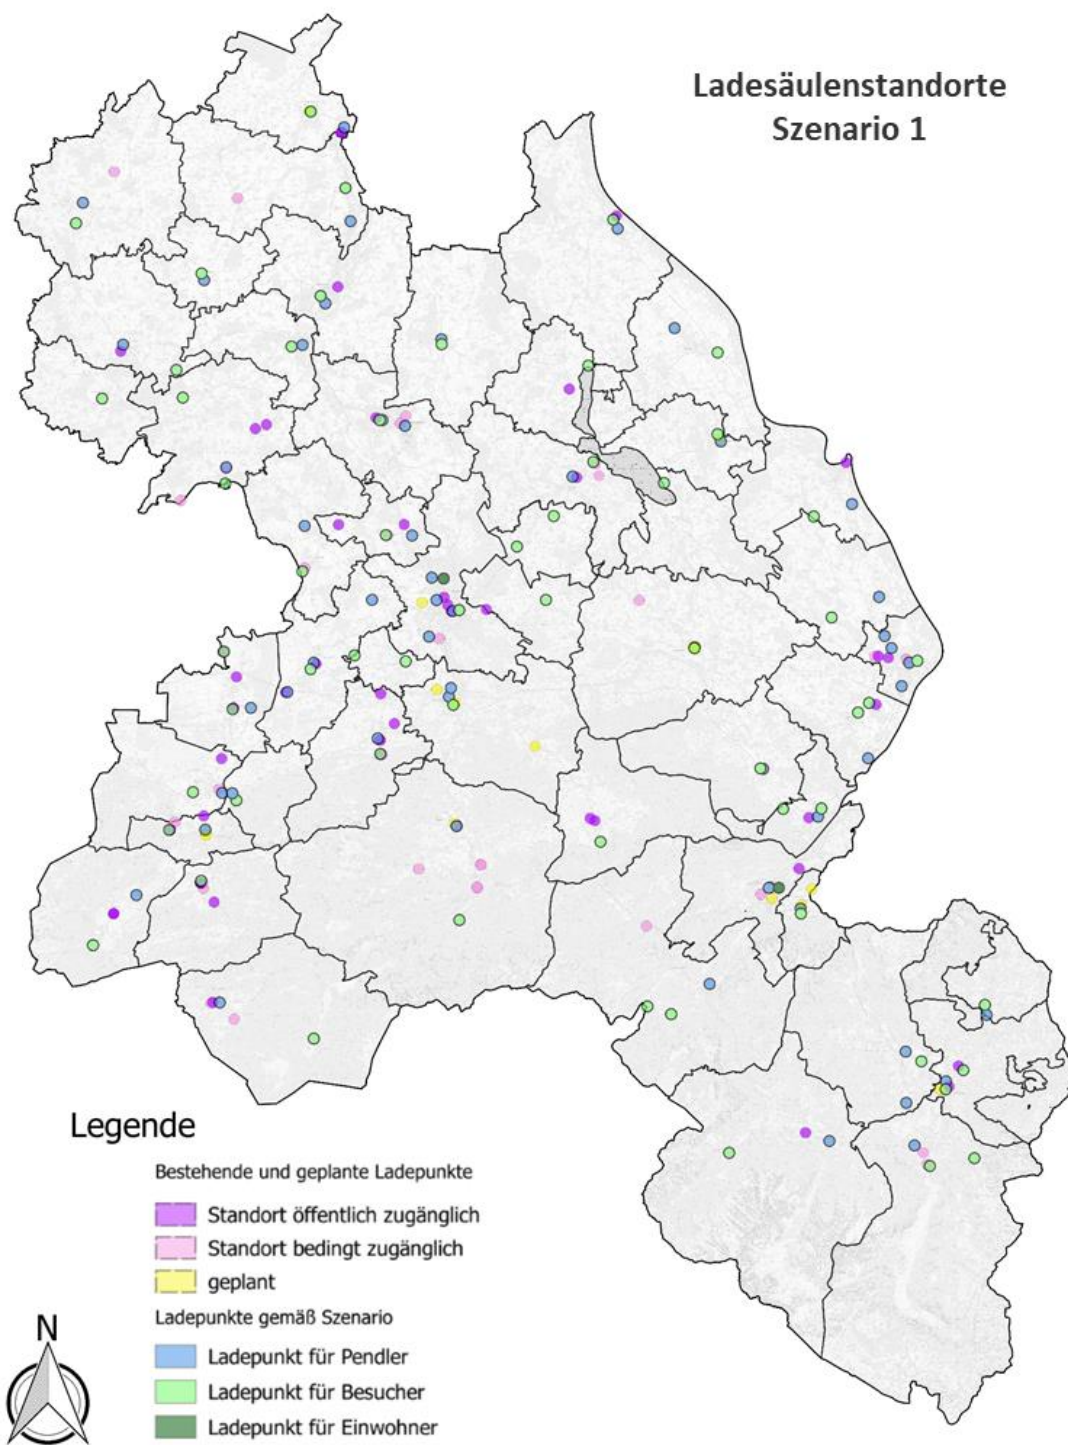 Ladesäulenstandorte
Szenario 1
Legende
Bestehende und geplante Ladepunkte
Standort öffentlich zugänglich
Standort bedingt zugänglich
geplant
Ladepunkte gemäß Szenario
Ladepunkt für Pendler
Ladepunkt für Besucher
Ladepunkt für Einwohner
N